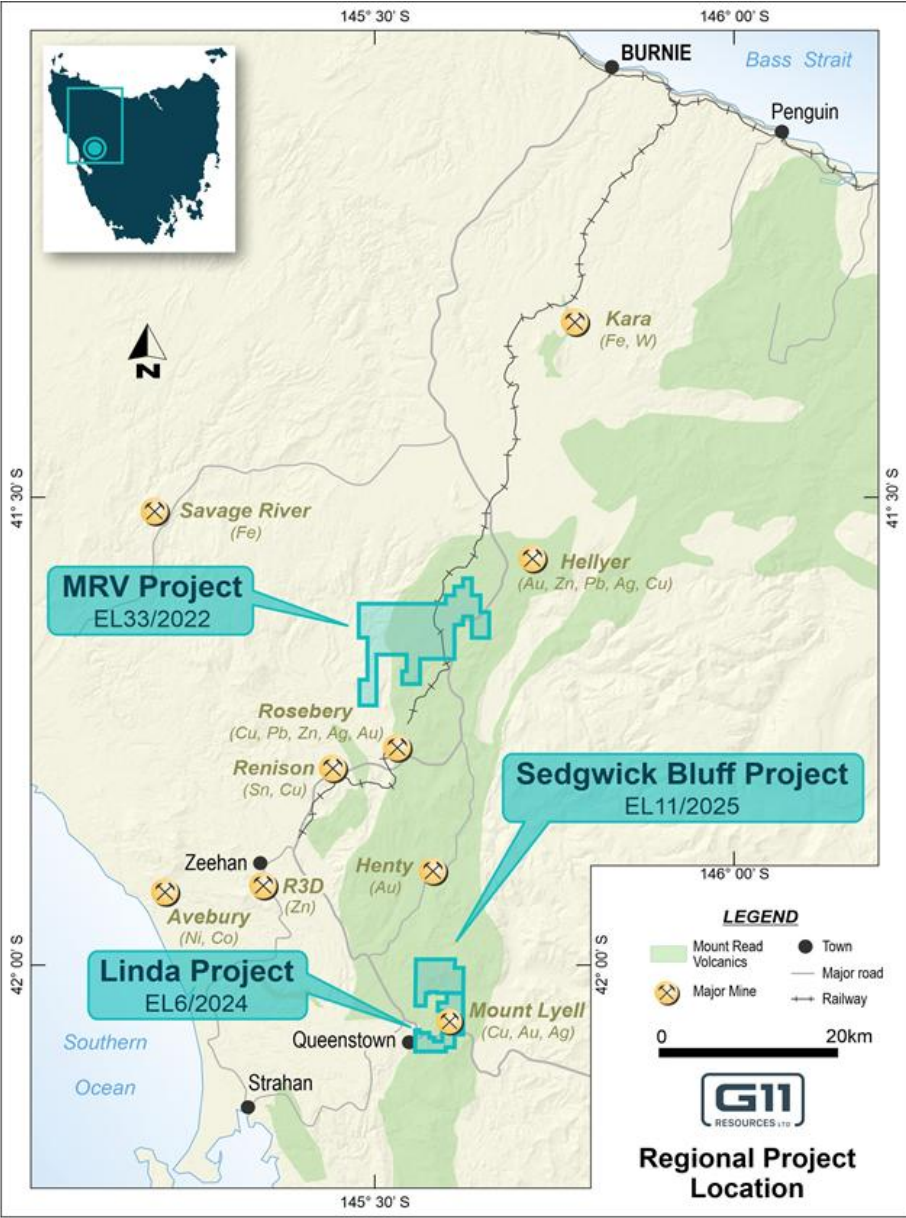 145° 30' S
146° 00' S
BURNIE
Bass Strait
Penguin
N
Kara
(Fe, W)
41° 30' S
41° 30' S
Savage River
(Fe)
Hellyer
(Au, Zn, Pb, Ag, Cu)
MRV Project
EL33/2022
Rosebery
(Cu, Pb, Zn, Ag, Au)
Renison
(Sn, Cu)
Sedgwick Bluff Project
EL11/2025
Zeehan
Henty
(Au)
R3D
(Zn)
Avebury
(Ni, Co)
146° 00' S
LEGEND
Mount Read
Volcanics
Town
Major road
Major Mine
Railway
0
20km
42° 00' S
42° 00' S
Linda Project
EL6/2024
Mount Lyell
(Cu, Au, Ag)
Queenstown
Southern
Ocean
Strahan
G11
RESOURCES LTD
Regional Project
Location
145° 30' S